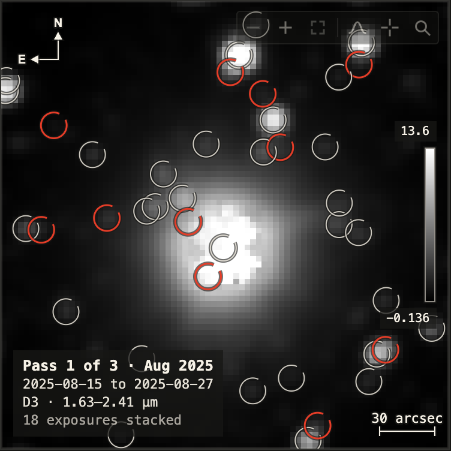 N
E
13.6
−0.136
Pass 1 of 3 · Aug 2025
2025–08–15 to 2025–08–27
D3 · 1.63–2.41 μm
18 exposures stacked
30 arcsec